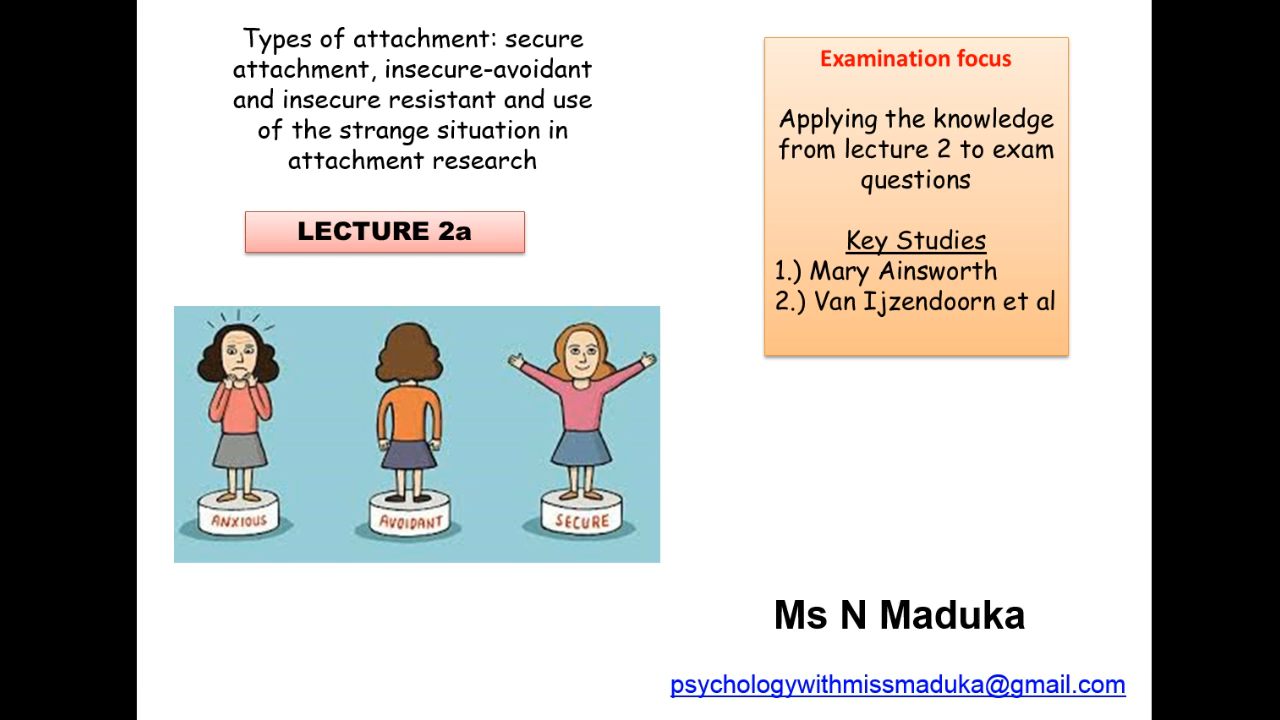 Types of attachment: secure
attachment, insecure-avoidant
and insecure resistant and use
of the strange situation in
attachment research
LECTURE 2a
ANXIOUS
AVOIDANT
SECURE
Examination focus
Applying the knowledge
from lecture 2 to exam
questions
Key Studies
1.) Mary Ainsworth
2.) Van Ijzendoorn et al
Ms N Maduka
psychologywithmissmaduka@gmail.com